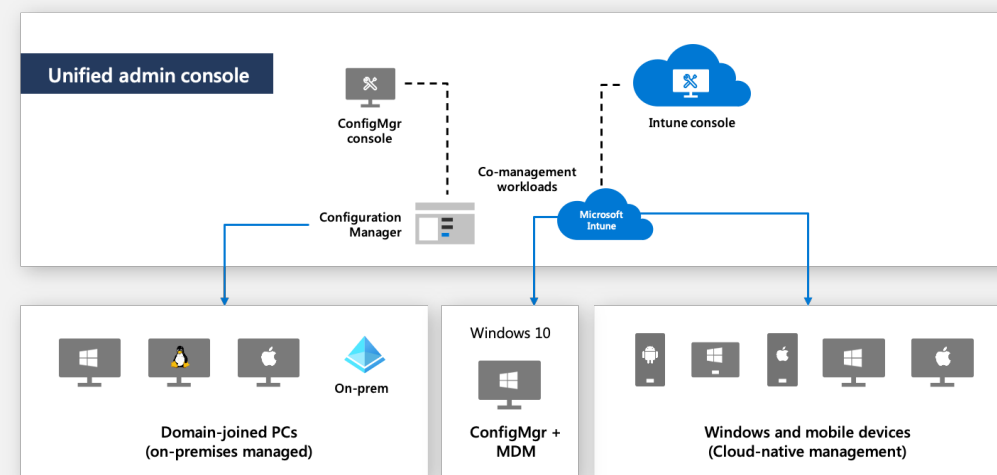 Unified admin console
ConfigMgr
console
Intune console
Co-management
workloads
Configuration
Manager
Microsoft
Intune
Windows 10
On-prem
Domain-joined PCs
(on-premises managed)
ConfigMgr +
MDM
Windows and mobile devices
(Cloud-native management)